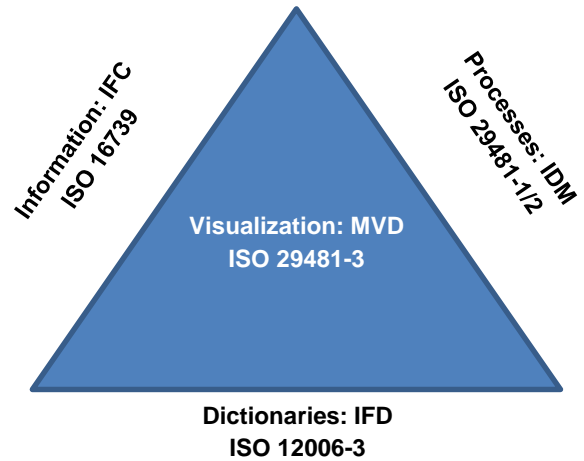 Information: IFC
ISO 16739
Processes: IDM
ISO 29481-1/2
Visualization: MVD
ISO 29481-3
Dictionaries: IFD
ISO 12006-3